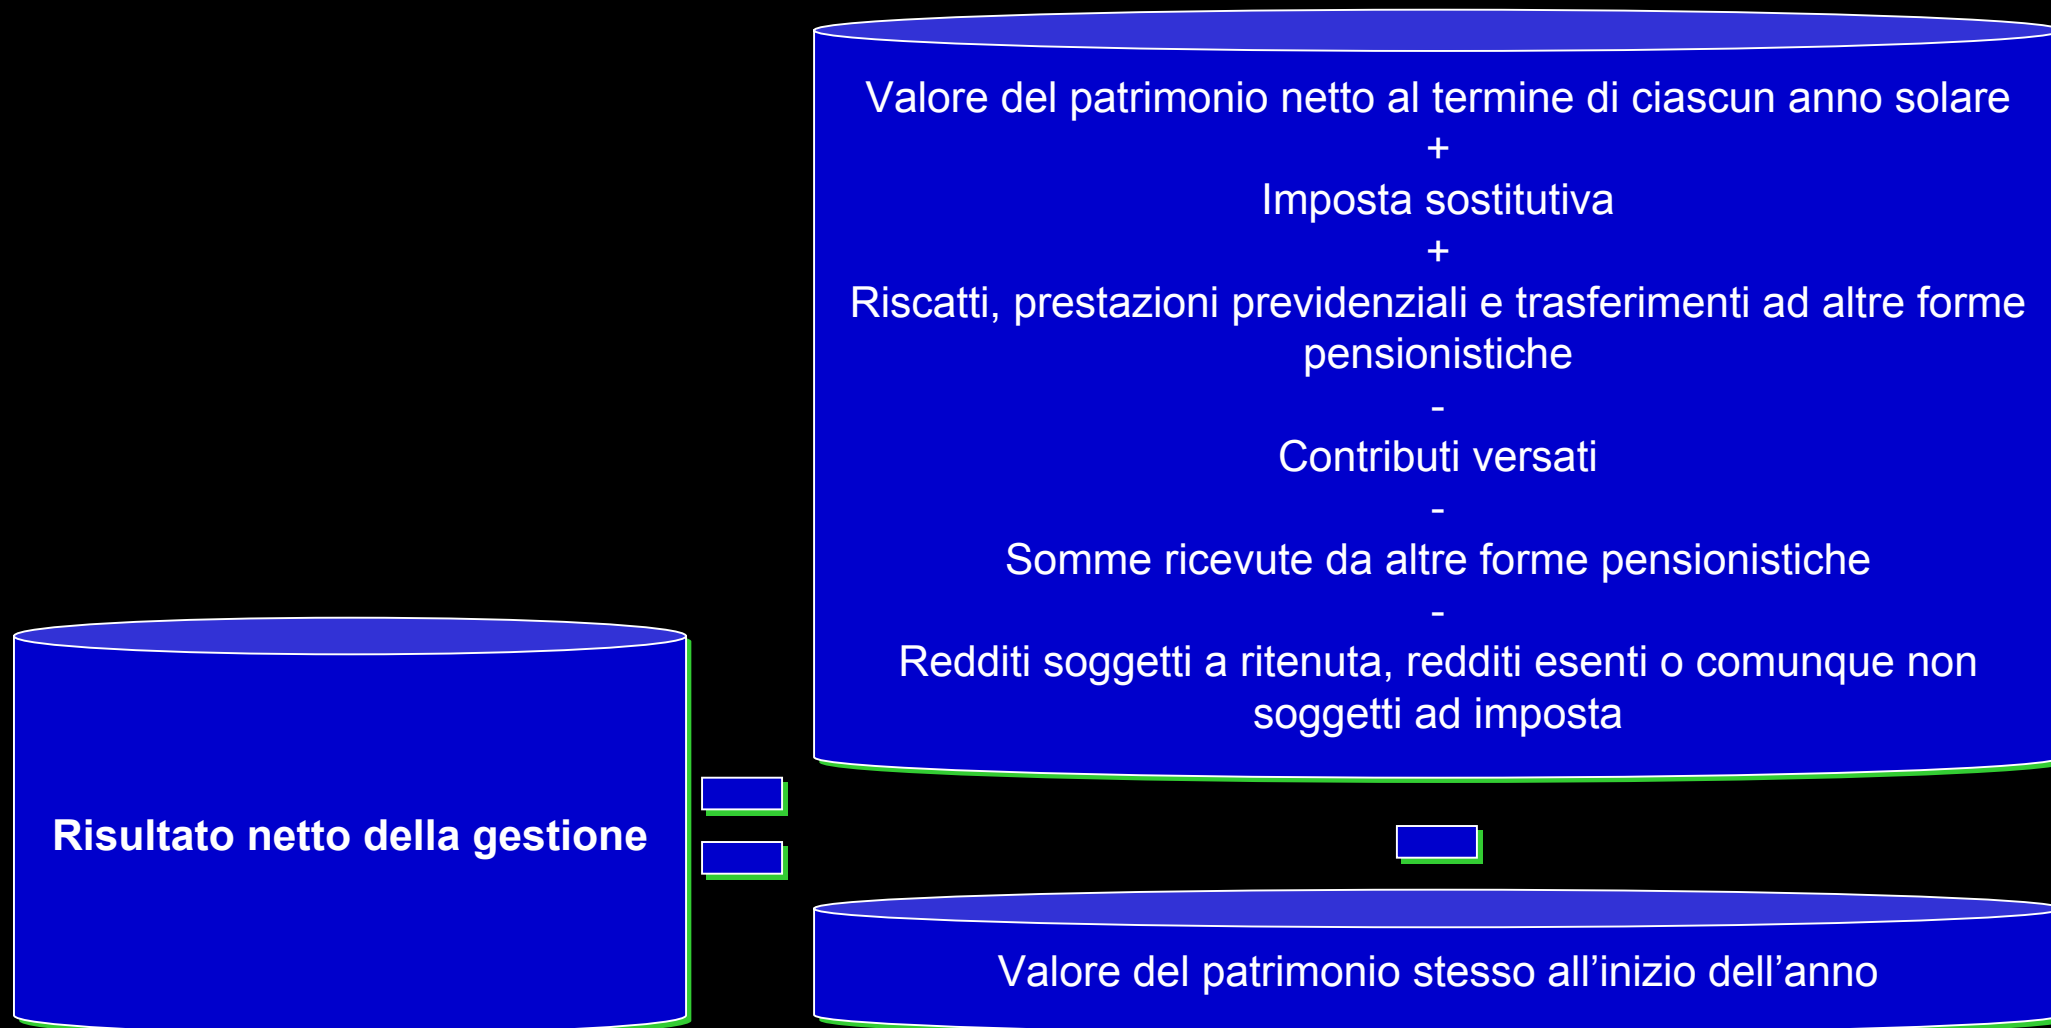 Valore del patrimonio netto al termine di ciascun anno solare
+
Imposta sostitutiva
+
Riscatti, prestazioni previdenziali e trasferimenti ad altre forme
pensionistiche
-
Contributi versati
-
Somme ricevute da altre forme pensionistiche
-
Redditi soggetti a ritenuta, redditi esenti o comunque non
soggetti ad imposta
Risultato netto della gestione
Valore del patrimonio stesso all’inizio dell’anno